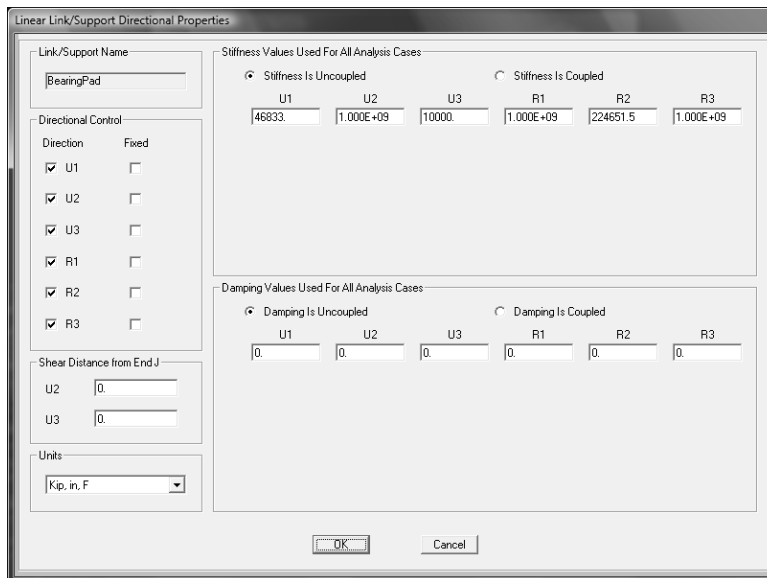 Linear Link/Support Directional Properties
Link/Support Name
BearingPad
Directional Control
Direction Fixed
U1
U2
U3
R1
R2
R3
Shear Distance from End J
U2 0.
U3 0.
Units
Kip, in, F
Stiffness Values Used For All Analysis Cases
Stiffness Is Uncoupled Stiffness Is Coupled
U1 U2 U3 R1 R2 R3
46833. 1.000E+09 10000. 1.000E+09 224651.5 1.000E+09
Damping Values Used For All Analysis Cases
Damping Is Uncoupled Damping Is Coupled
U1 U2 U3 R1 R2 R3
0. 0. 0. 0. 0. 0.
OK Cancel